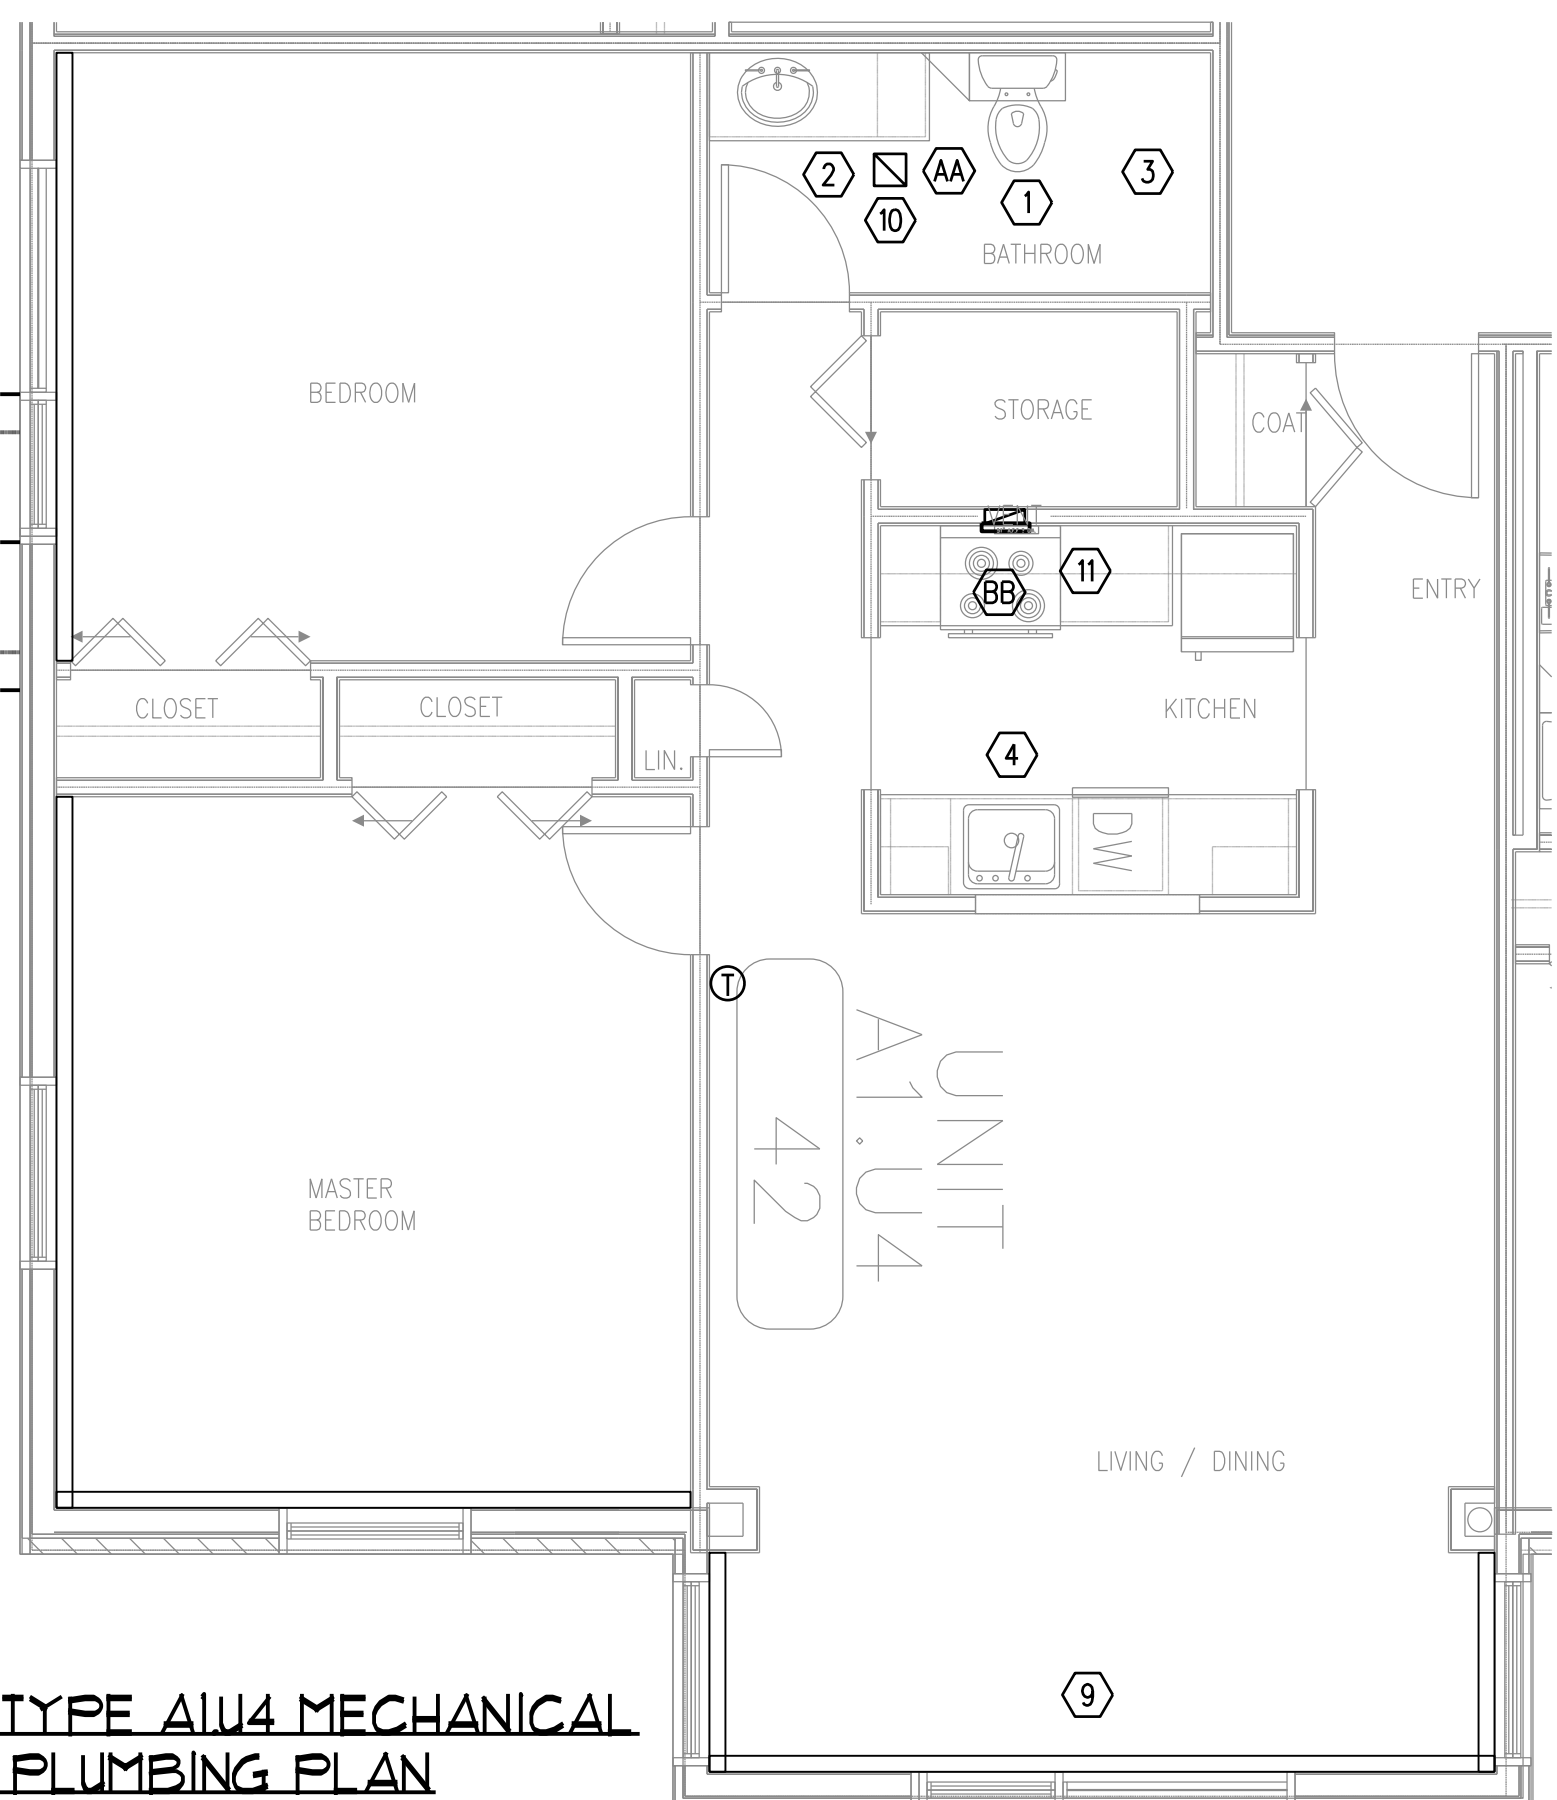 2
AA
3
1
10
BATHROOM
BEDROOM
STORAGE
COAT
BB
11
ENTRY
CLOSET
CLOSET
KITCHEN
LIN.
4
DW
T
UNIT
A1.U4
42
MASTER
BEDROOM
LIVING / DINING
9
TYPE A1.U4 MECHANICAL
PLUMBING PLAN